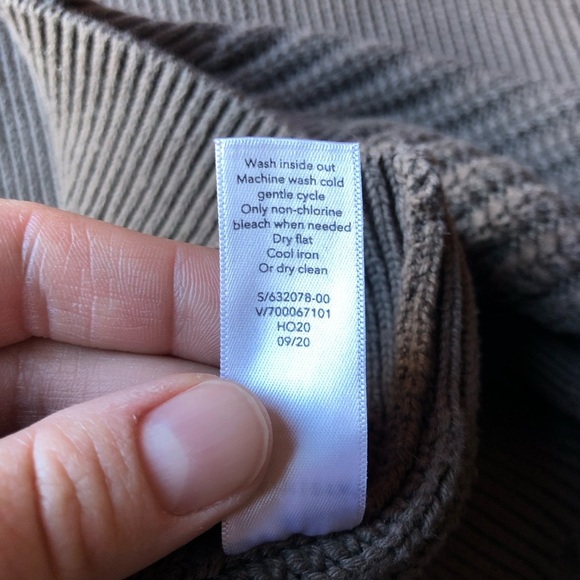 Wash inside out
Machine wash cold
gentle cycle
Only non-chlorine
bleach when needed
Dry flat
Cool iron
Or dry clean
S/632078-00
V/700067101
HO20
09/20